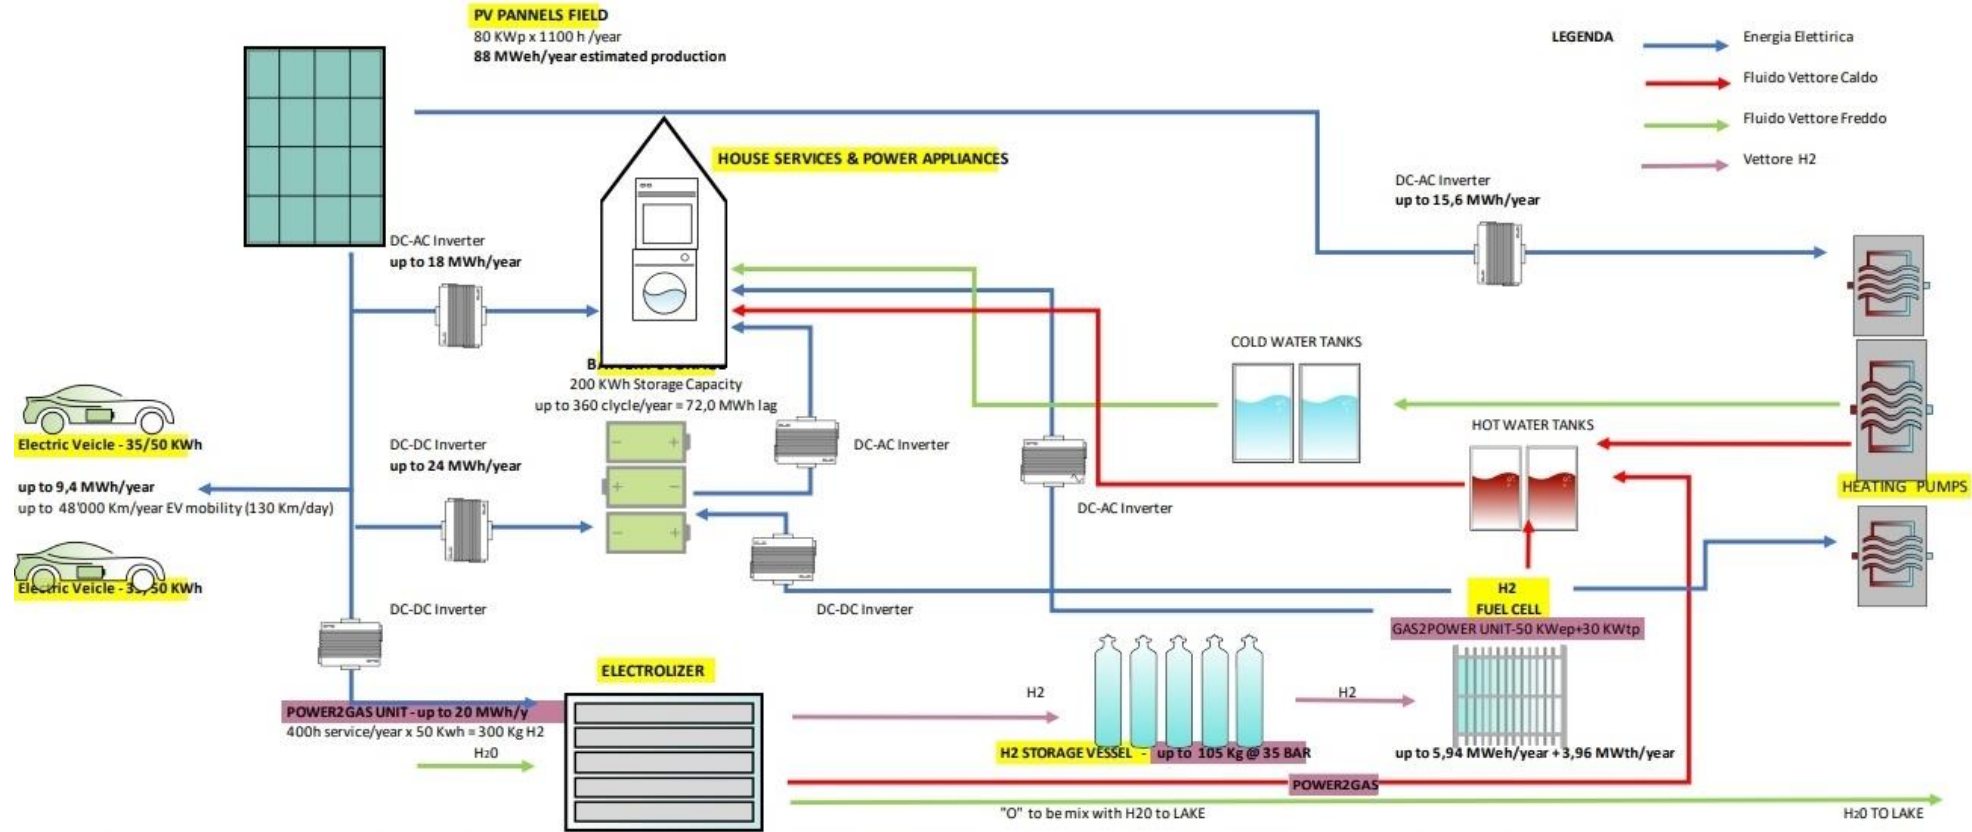 PV PANNELS FIELD
80 KWp x 1100 h /year
88 MWeh/year estimated production
LEGENDA
Energia Elettirica
Fluido Vettore Caldo
Fluido Vettore Freddo
Vettore H2
HOUSE SERVICES & POWER APPLIANCES
DC-AC Inverter
up to 15,6 MWh/year
DC-AC Inverter
up to 18 MWh/year
COLD WATER TANKS
200 KWh Storage Capacity
up to 360 clycle/year = 72,0 MWh lag
Electric Veicle - 35/50 KWh
DC-DC Inverter
up to 24 MWh/year
DC-AC Inverter
HOT WATER TANKS
up to 9,4 MWh/year
up to 48'000 Km/year EV mobility (130 Km/day)
HEATING PUMPS
DC-AC Inverter
Electric Veicle - 35/50 KWh
DC-DC Inverter
DC-DC Inverter
H2
FUEL CELL
GAS2POWER UNIT-50 KWep+30 KWtp
ELECTROLIZER
POWER2GAS UNIT - up to 20 MWh/y
400h service/year x 50 Kwh = 300 Kg H2
H20
H2
H2
H2 STORAGE VESSEL - up to 105 Kg @ 35 BAR
up to 5,94 MWeh/year + 3,96 MWth/year
POWER2GAS
"O" to be mix with H20 to LAKE
H20 TO LAKE